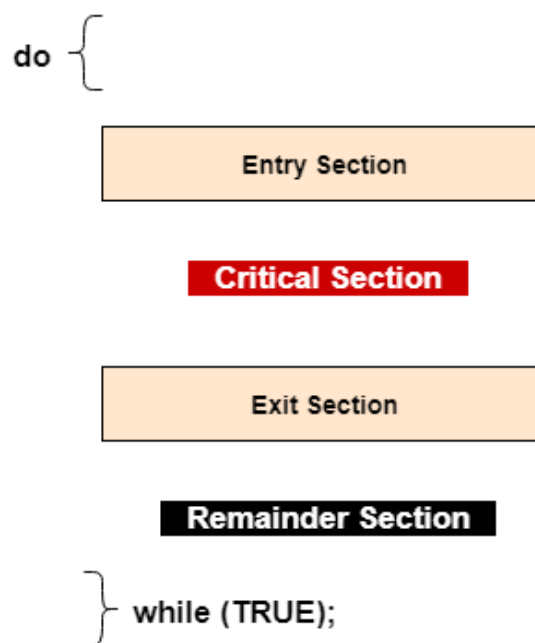 do {
Entry Section
Critical Section
Exit Section
Remainder Section
} while (TRUE);